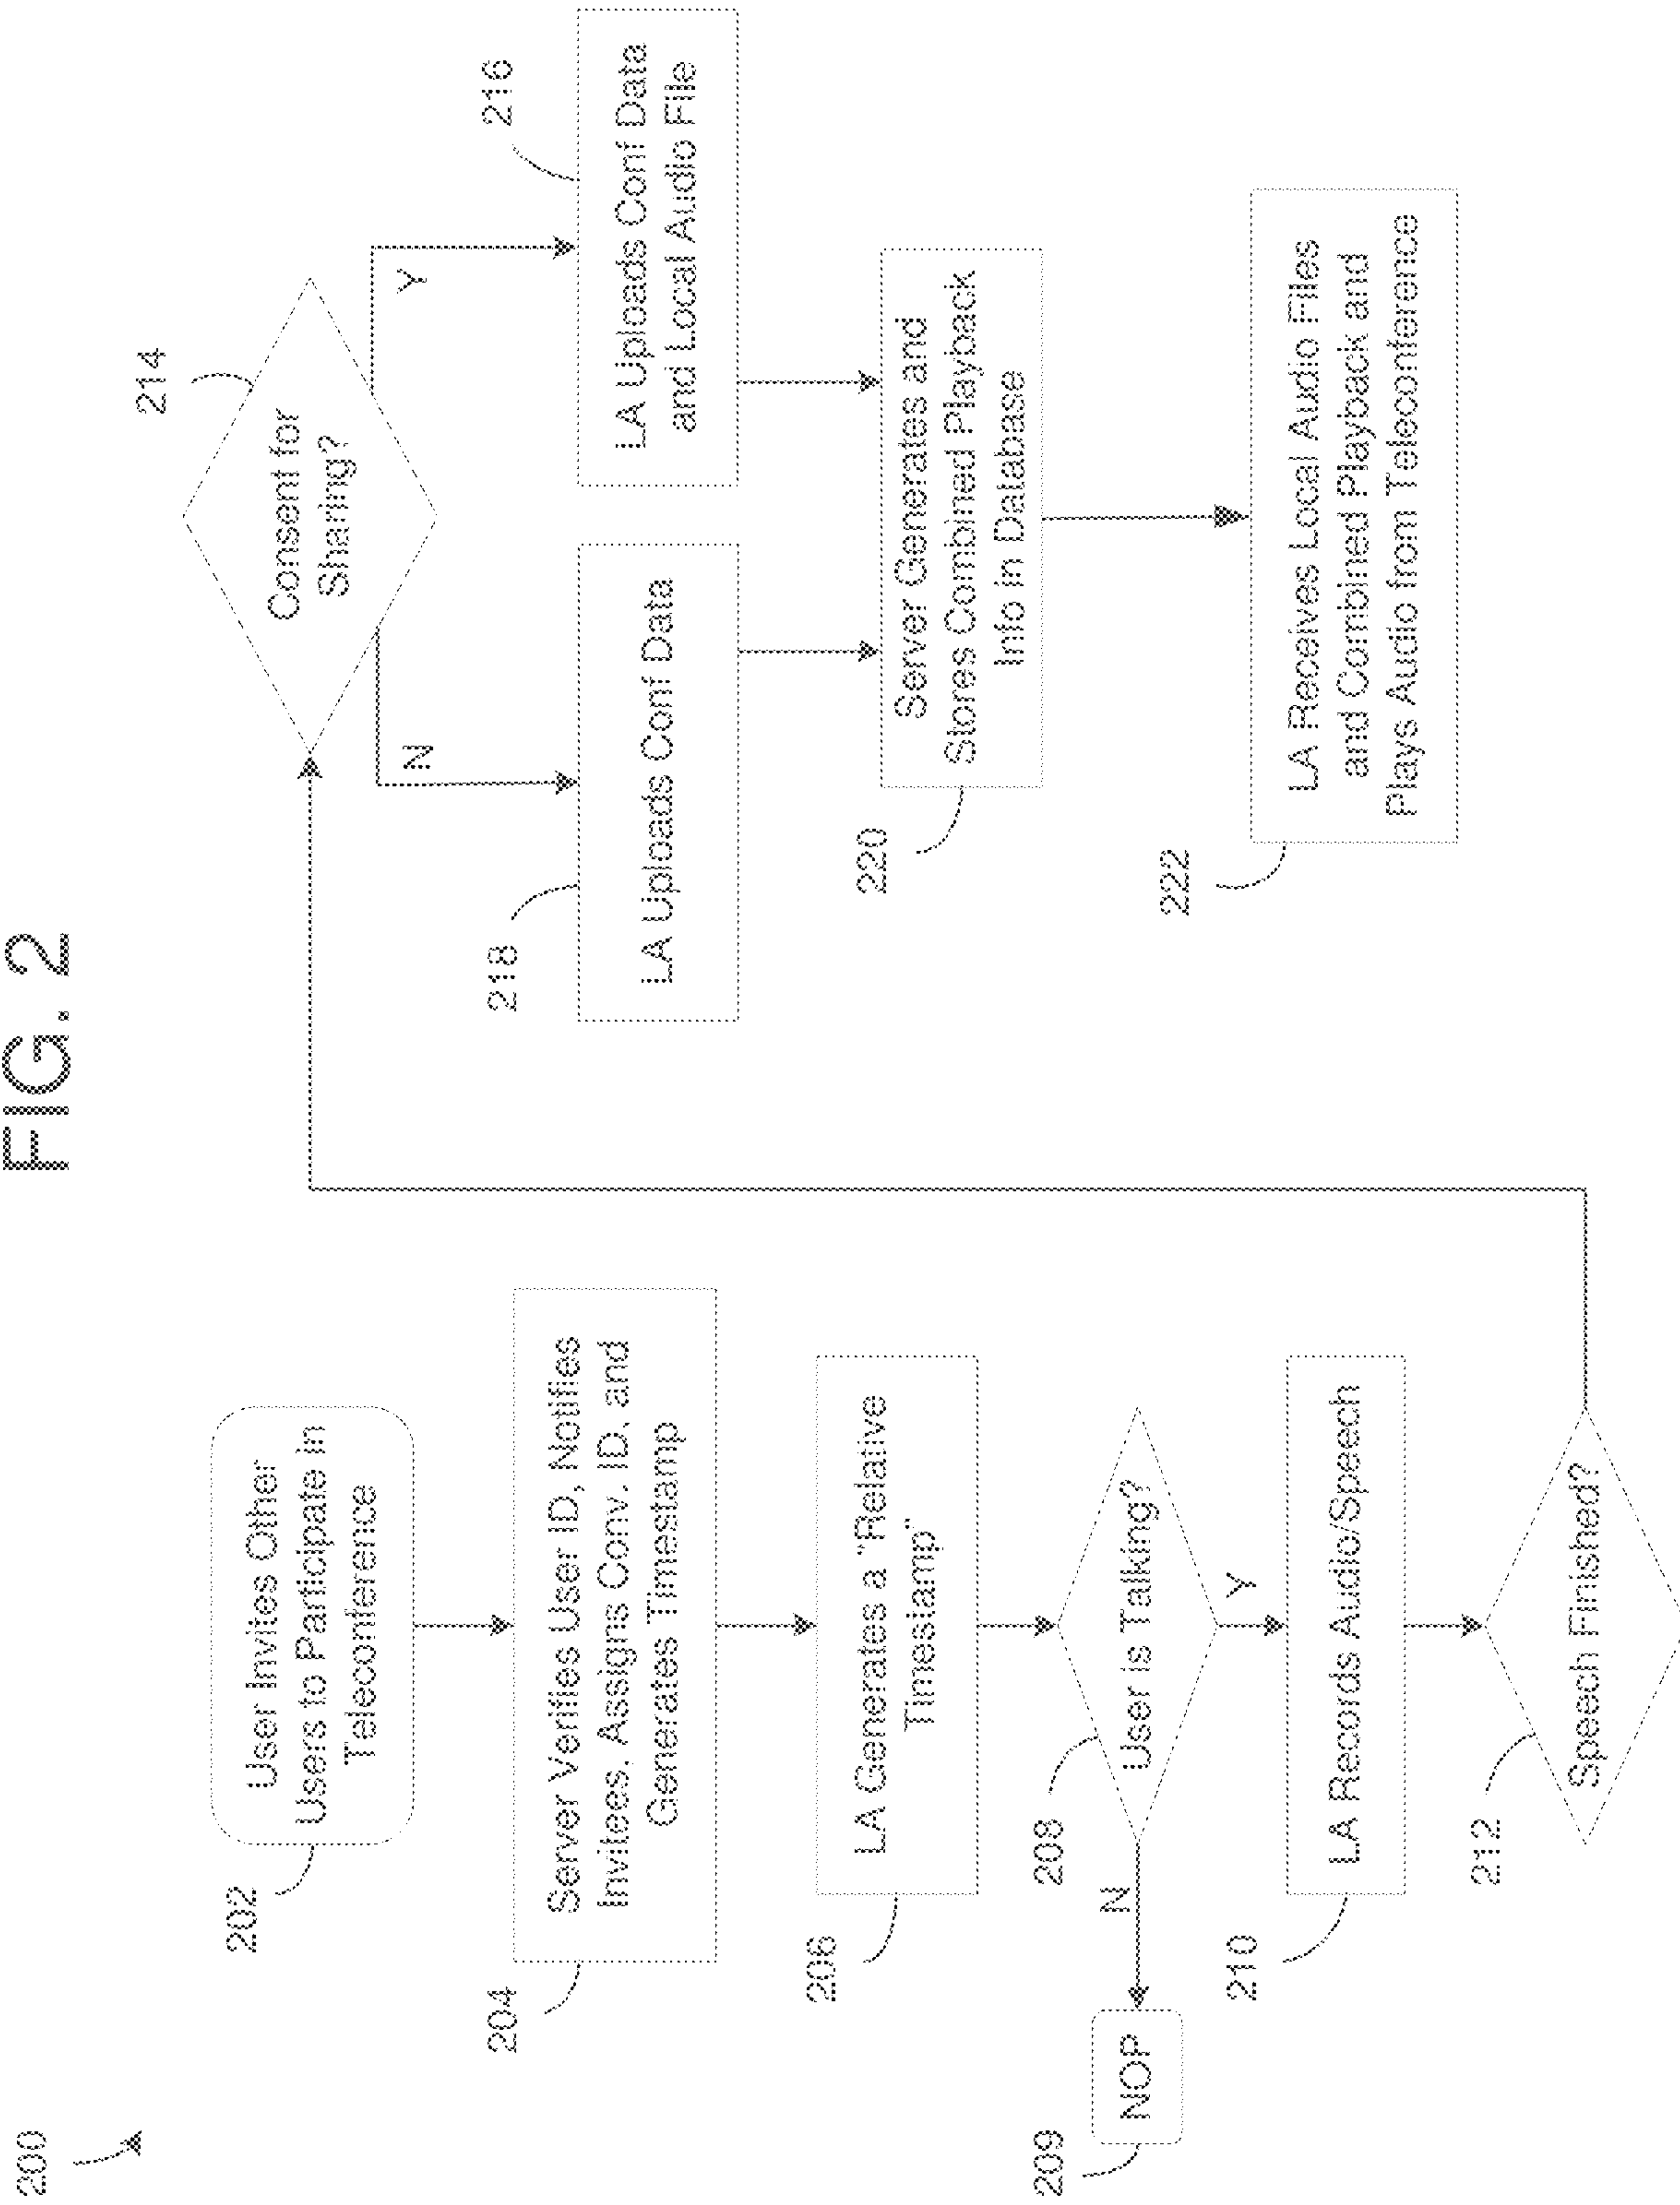 FIG. 2
200
202
User Invites Other
Users to Participate in
Teleconference
204
Server Verifies User ID, Notifies
Invitees, Assigns Conv. ID, and
Generates Timestamp
206
LA Generates a "Relative
Timestamp"
208
User is Talking?
N
209
NOP
Y
210
LA Records Audio/Speech
212
Speech Finished?
214
Consent for
Sharing?
N
Y
218
LA Uploads Conf Data
216
LA Uploads Conf Data
and Local Audio File
220
Server Generates and
Stores Combined Playback
Info in Database
222
LA Receives Local Audio Files
and Combined Playback and
Plays Audio from Teleconference